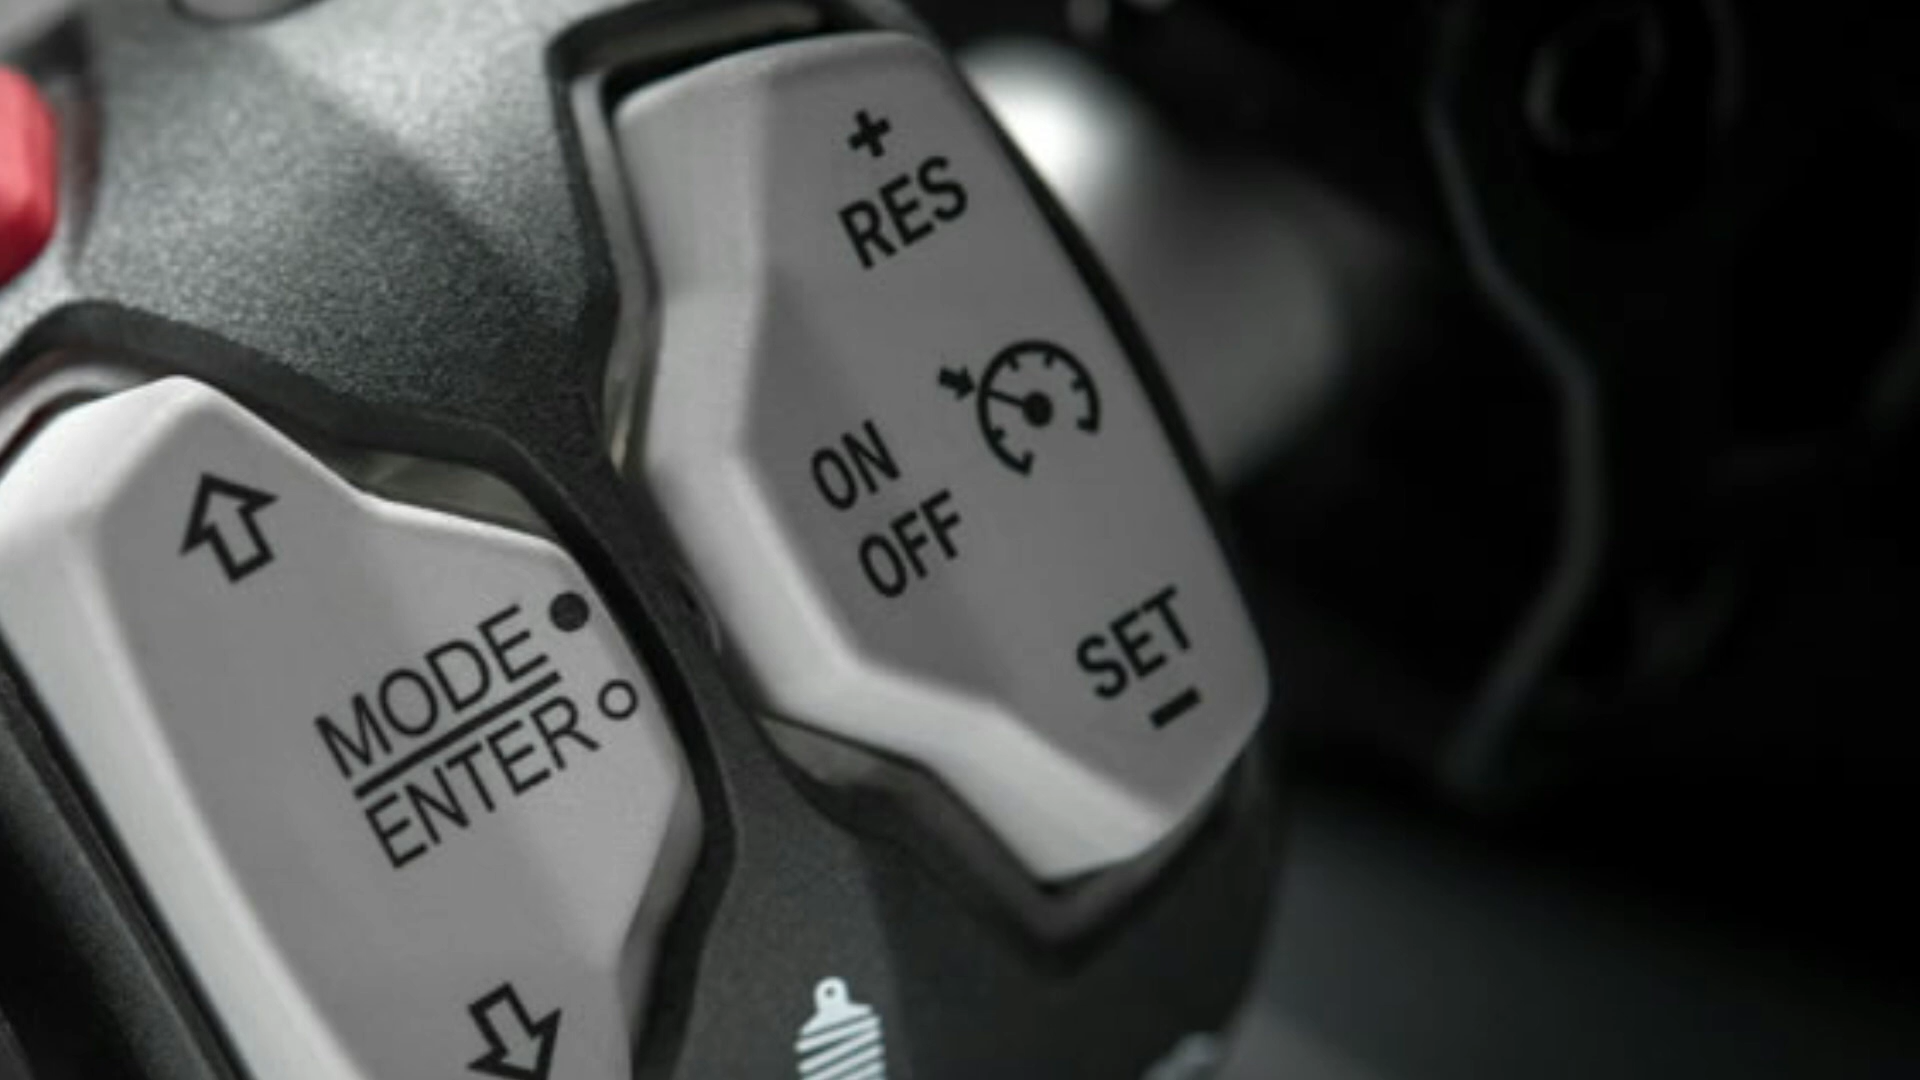 +
RES
ON
OFF
SET
-
MODE
ENTER